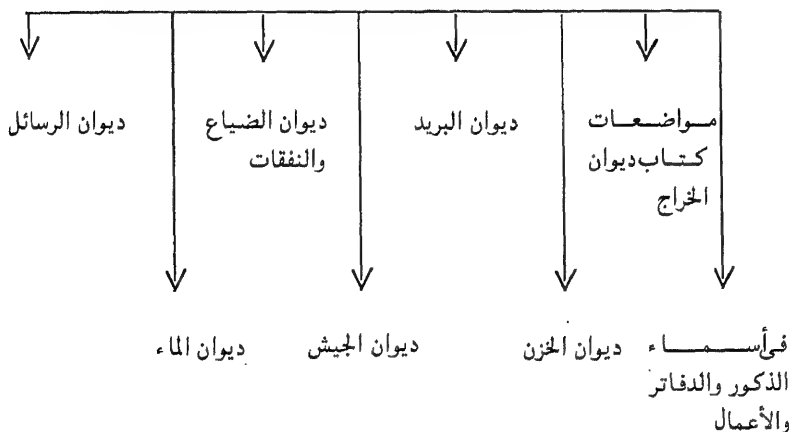 مواضعات
كتاب ديوان
الخراج
ديوان البريد
ديوان الضياع
والنفقات
ديوان الرسائل
فى أسماء
الذكور والدفاتر
والأعمال
ديوان الخزن
ديوان الجيش
ديوان الماء